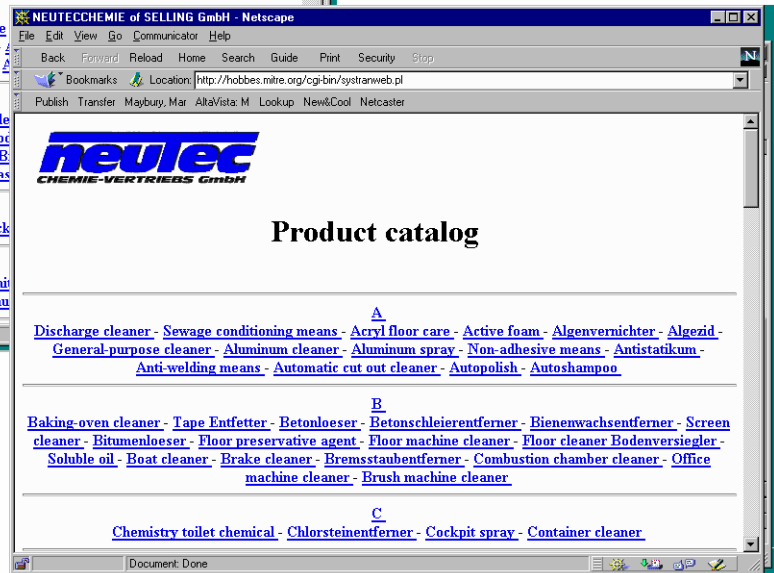 NEUTECCHEMIE of SELLING GmbH - Netscape
File Edit View Go Communicator Help
Back Forward Reload Home Search Guide Print Security Stop
N
Bookmarks Location: http://hobbes.mitre.org/cgi-bin/systranweb.pl
Publish Transfer Maybury, Mar AltaVista: M Lookup New&Cool Netcaster
neutec
CHEMIE-VERTRIEBS GmbH
Product catalog
A
Discharge cleaner - Sewage conditioning means - Acryl floor care - Active foam - Algenvernichter - Algezid -
General-purpose cleaner - Aluminum cleaner - Aluminum spray - Non-adhesive means - Antistatikum -
Anti-welding means - Automatic cut out cleaner - Autopolish - Autoshampoo
B
Baking-oven cleaner - Tape Entfetter - Betonloeser - Betonschleierentferner - Bienenwachsentferner - Screen
cleaner - Bitumenloeser - Floor preservative agent - Floor machine cleaner - Floor cleaner Bodenversiegler -
Soluble oil - Boat cleaner - Brake cleaner - Bremsstaubentferner - Combustion chamber cleaner - Office
machine cleaner - Brush machine cleaner
C
Chemistry toilet chemical - Chlorsteinentferner - Cockpit spray - Container cleaner
Document: Done